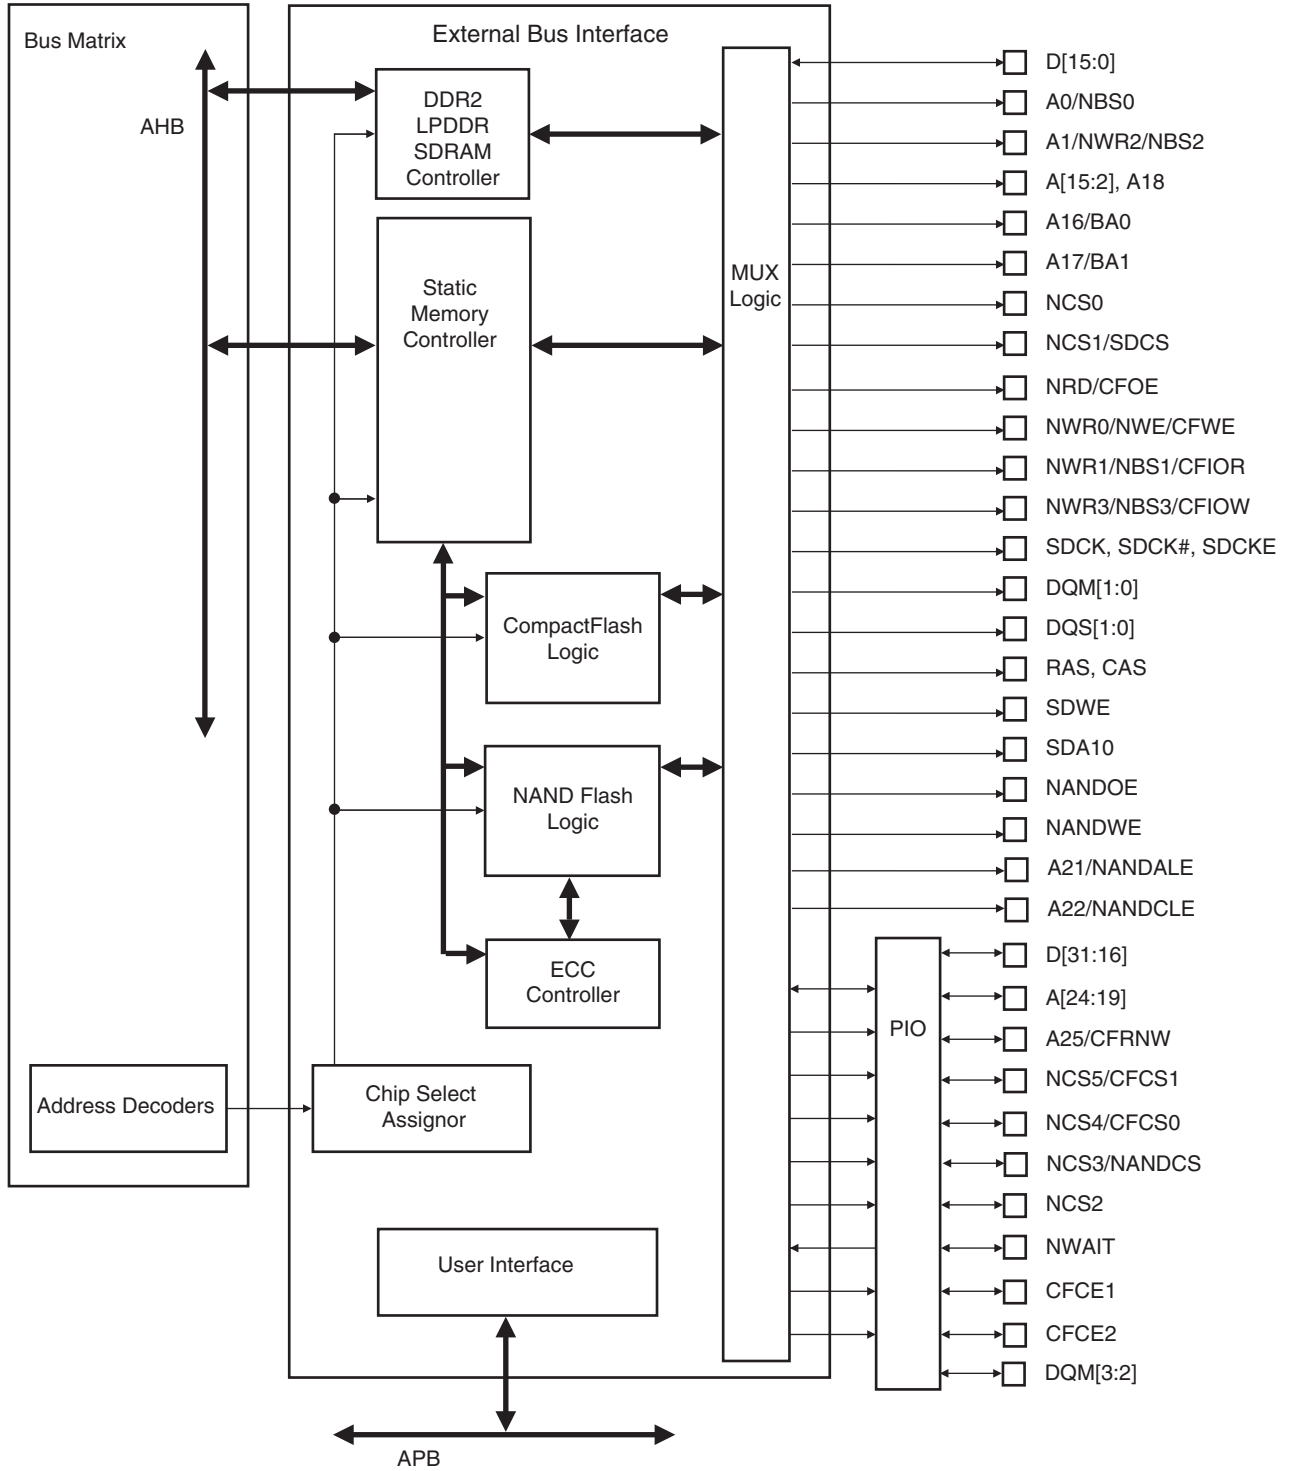 Bus Matrix
AHB
Address Decoders
External Bus Interface
DDR2
LPDDR
SDRAM
Controller
Static
Memory
Controller
CompactFlash
Logic
NAND Flash
Logic
ECC
Controller
Chip Select
Assignor
User Interface
APB
MUX
Logic
PIO
D[15:0]
A0/NBS0
A1/NWR2/NBS2
A[15:2], A18
A16/BA0
A17/BA1
NCS0
NCS1/SDCS
NRD/CFOE
NWR0/NWE/CFWE
NWR1/NBS1/CFIOR
NWR3/NBS3/CFIOW
SDCK, SDCK#, SDCKE
DQM[1:0]
DQS[1:0]
RAS, CAS
SDWE
SDA10
NANDOE
NANDWE
A21/NANDALE
A22/NANDCLE
D[31:16]
A[24:19]
A25/CFRNW
NCS5/CFCS1
NCS4/CFCS0
NCS3/NANDCS
NCS2
NWAIT
CFCE1
CFCE2
DQM[3:2]